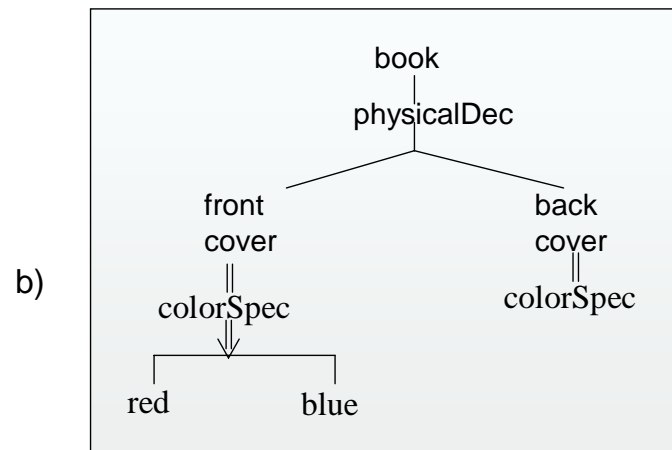 book
physicalDec
front
cover
back
cover
b)
colorSpec
colorSpec
red
blue